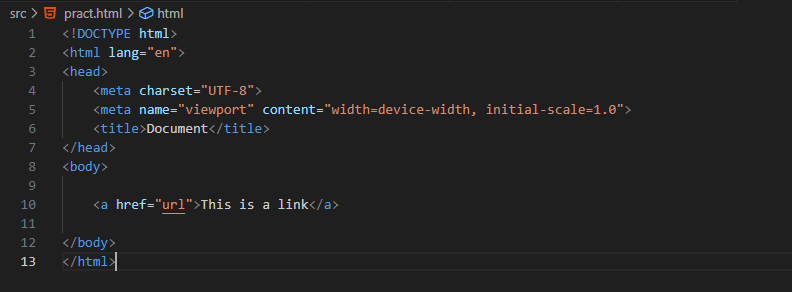 src > pract.html > html
1 <!DOCTYPE html>
2 <html lang="en">
3 <head>
4     <meta charset="UTF-8">
5     <meta name="viewport" content="width=device-width, initial-scale=1.0">
6     <title>Document</title>
7 </head>
8 <body>
9
10     <a href="url">This is a link</a>
11
12 </body>
13 </html>